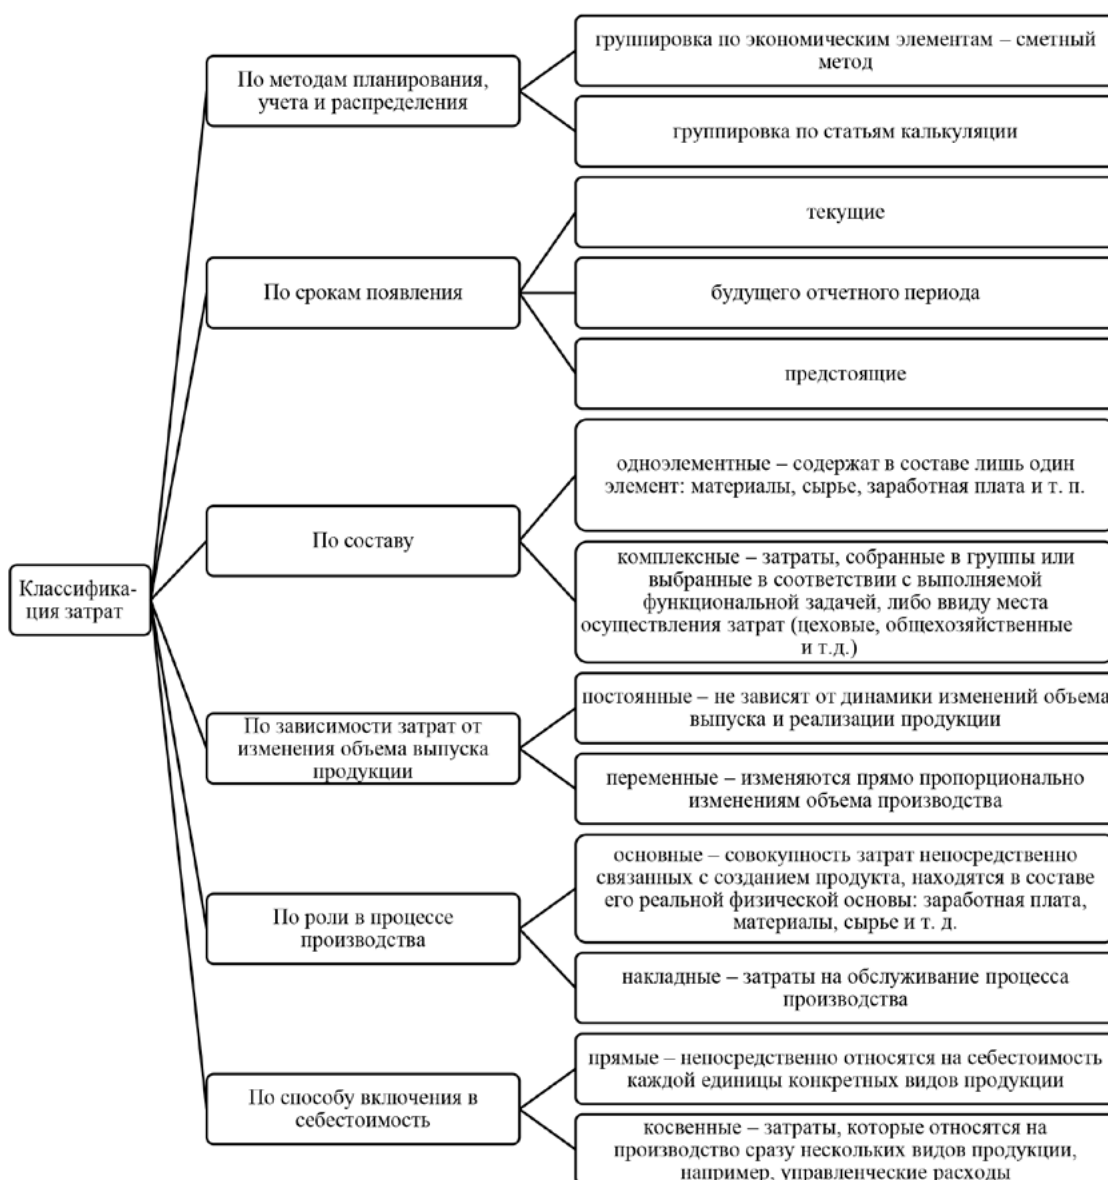 Классифика-
ция затрат
По методам планирования,
учета и распределения
группировка по экономическим элементам – сметный
метод
группировка по статьям калькуляции
По срокам появления
текущие
будущего отчетного периода
предстоящие
По составу
одноэлементные – содержат в составе лишь один
элемент: материалы, сырье, заработная плата и т. п.
комплексные – затраты, собранные в группы или
выбранные в соответствии с выполняемой
функциональной задачей, либо ввиду места
осуществления затрат (цеховые, общехозяйственные
и т.д.)
По зависимости затрат от
изменения объема выпуска
продукции
постоянные – не зависят от динамики изменений объема
выпуска и реализации продукции
переменные – изменяются прямо пропорционально
изменениям объема производства
По роли в процессе
производства
основные – совокупность затрат непосредственно
связанных с созданием продукта, находятся в составе
его реальной физической основы: заработная плата,
материалы, сырье и т. д.
накладные – затраты на обслуживание процесса
производства
По способу включения в
себестоимость
прямые – непосредственно относятся на себестоимость
каждой единицы конкретных видов продукции
косвенные – затраты, которые относятся на
производство сразу нескольких видов продукции,
например, управленческие расходы